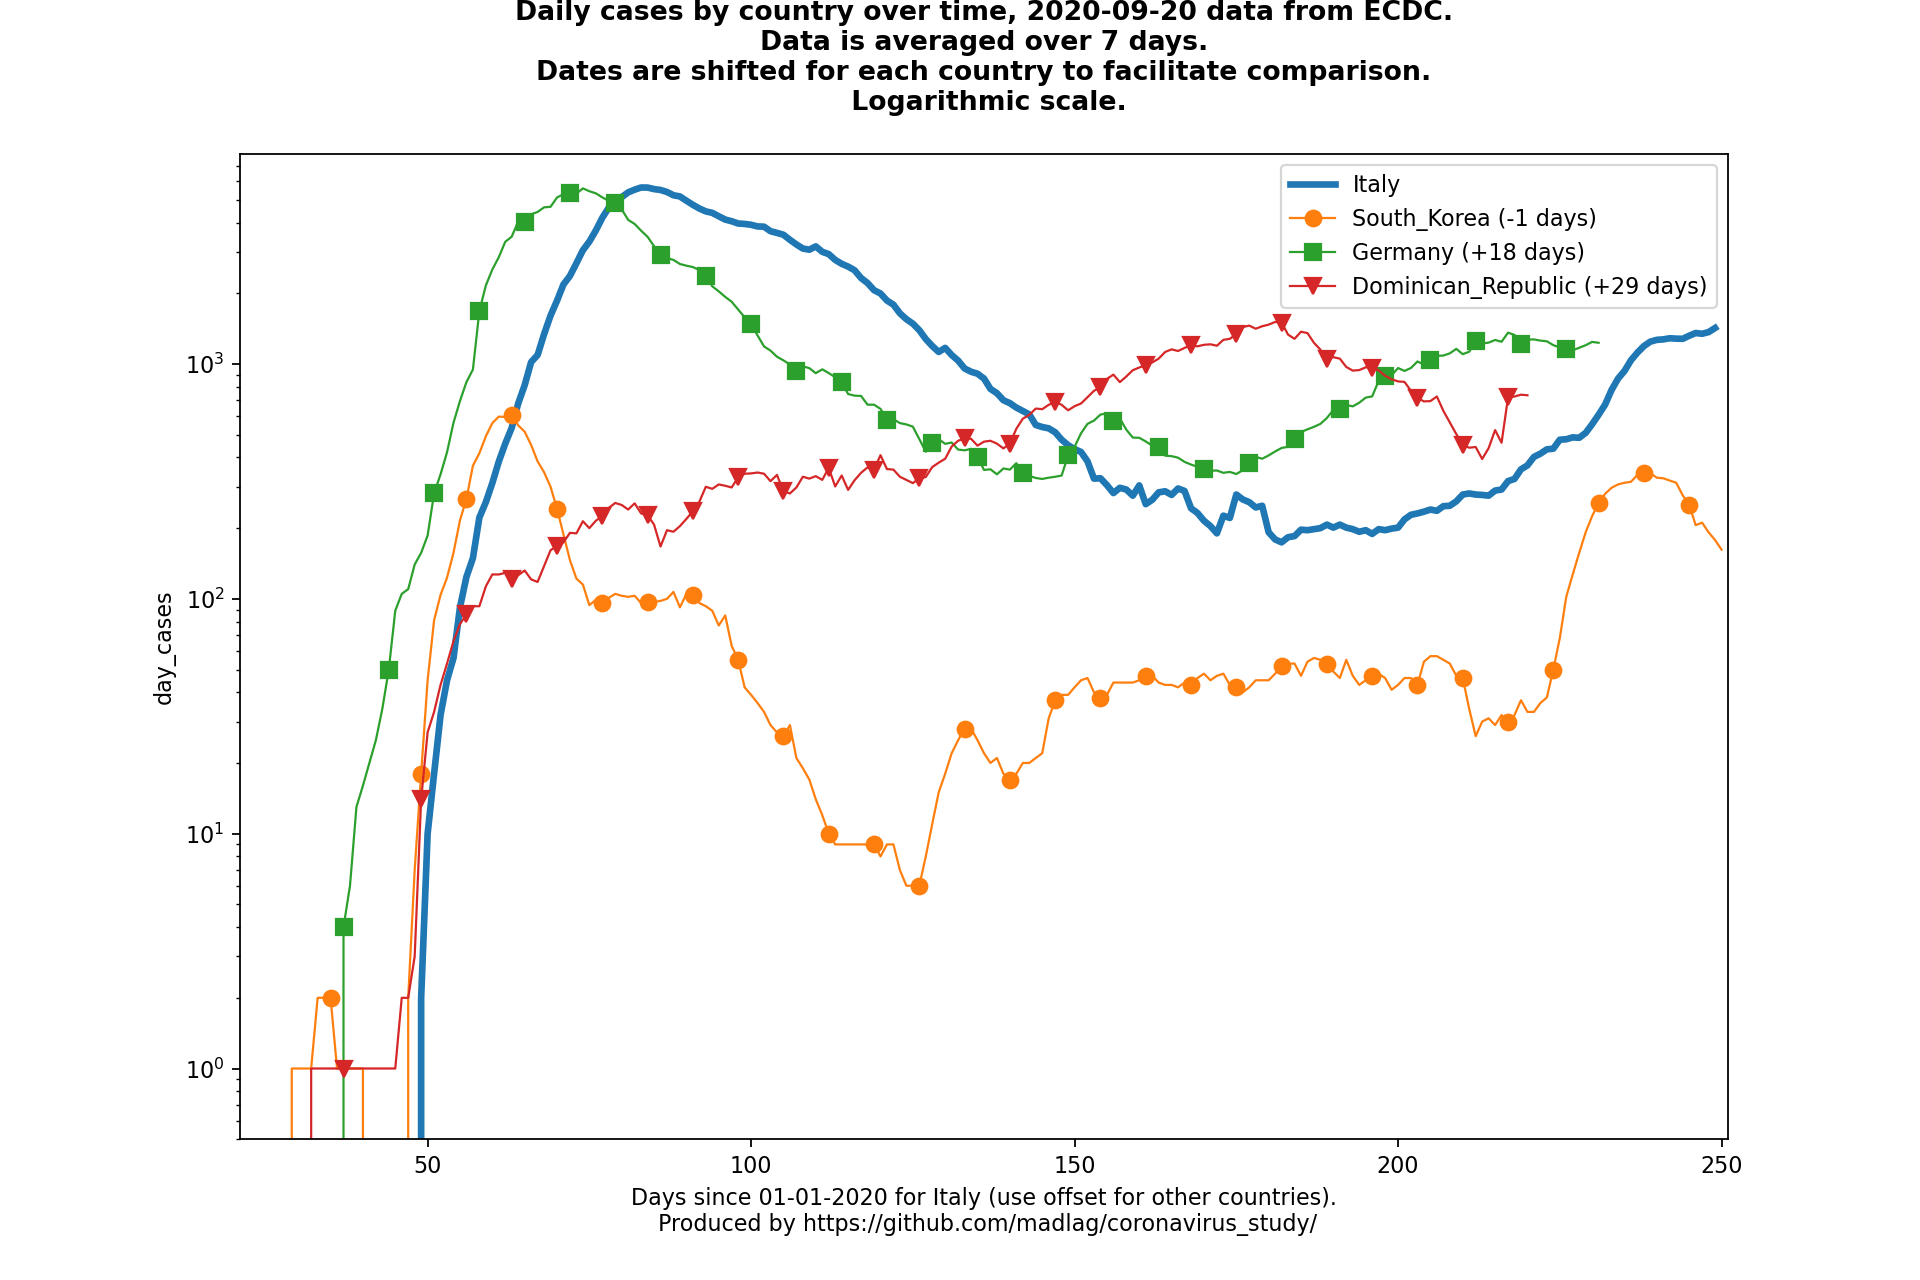 Daily cases by country over time, 2020-09-20 data from ECDC.
Data is averaged over 7 days.
Dates are shifted for each country to facilitate comparison.
Logarithmic scale.
Italy
South_Korea (-1 days)
Germany (+18 days)
Dominican_Republic (+29 days)
day_cases
10³
10²
10¹
10⁰
50
100
150
200
250
Days since 01-01-2020 for Italy (use offset for other countries).
Produced by https://github.com/madlag/coronavirus_study/